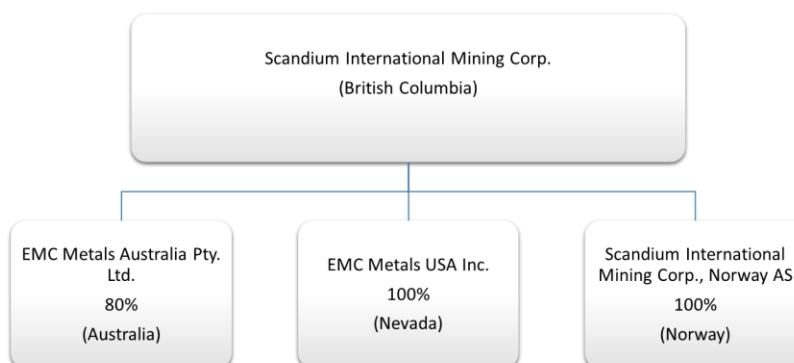 Scandium International Mining Corp.
(British Columbia)
EMC Metals Australia Pty.
Ltd.
80%
(Australia)
EMC Metals USA Inc.
100%
(Nevada)
Scandium International
Mining Corp., Norway AS
100%
(Norway)